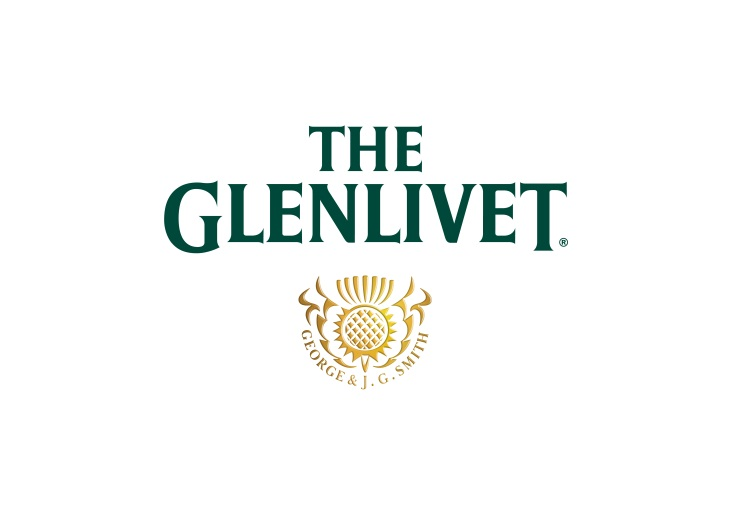 THE
GLENLIVET®
GEORGE & J. G. SMITH